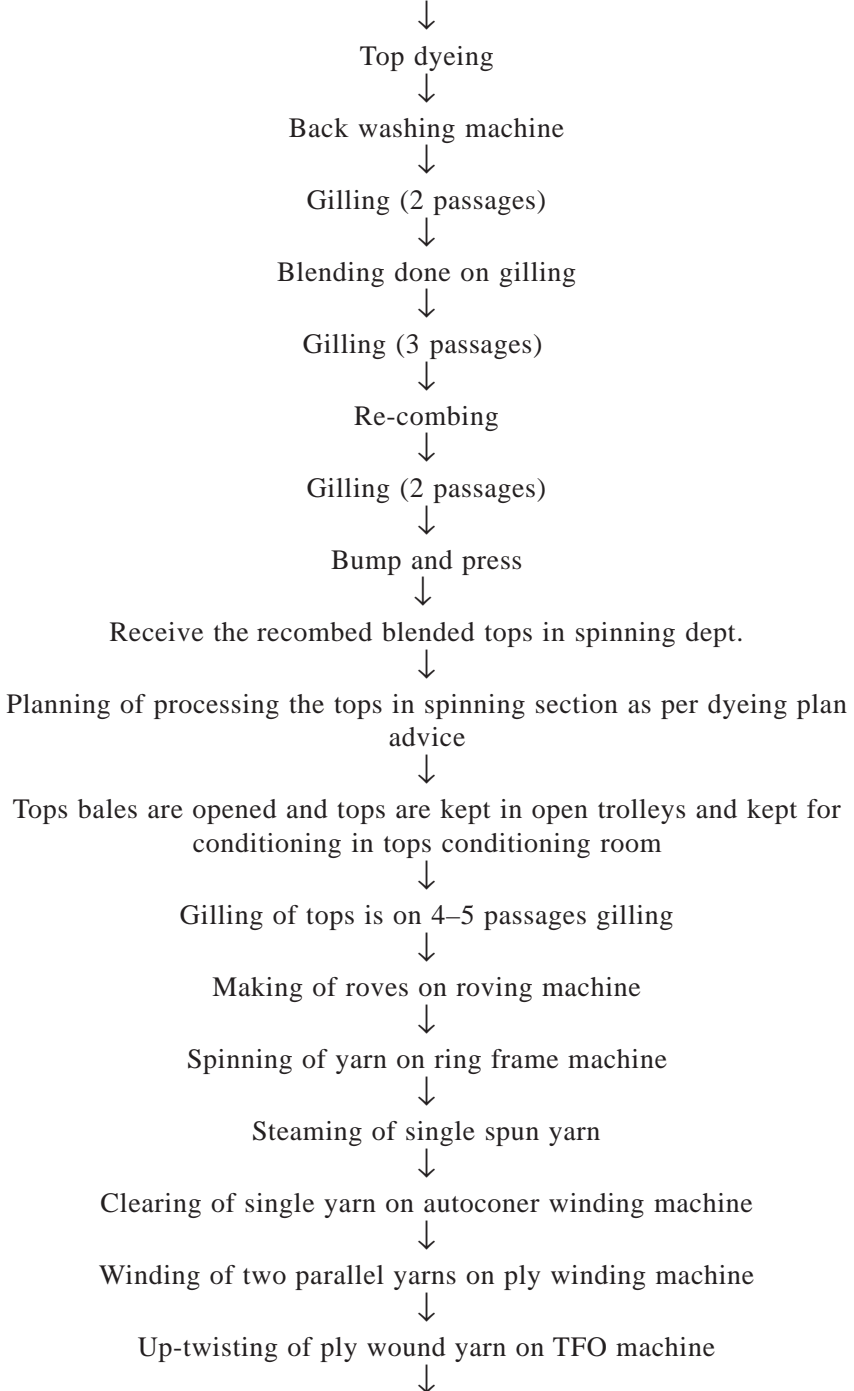 ↓
Top dyeing
↓
Back washing machine
↓
Gilling (2 passages)
↓
Blending done on gilling
↓
Gilling (3 passages)
↓
Re-combing
↓
Gilling (2 passages)
↓
Bump and press
↓
Receive the recombed blended tops in spinning dept.
↓
Planning of processing the tops in spinning section as per dyeing plan
advice
↓
Tops bales are opened and tops are kept in open trolleys and kept for
conditioning in tops conditioning room
↓
Gilling of tops is on 4–5 passages gilling
↓
Making of roves on roving machine
↓
Spinning of yarn on ring frame machine
↓
Steaming of single spun yarn
↓
Clearing of single yarn on autoconer winding machine
↓
Winding of two parallel yarns on ply winding machine
↓
Up-twisting of ply wound yarn on TFO machine
↓